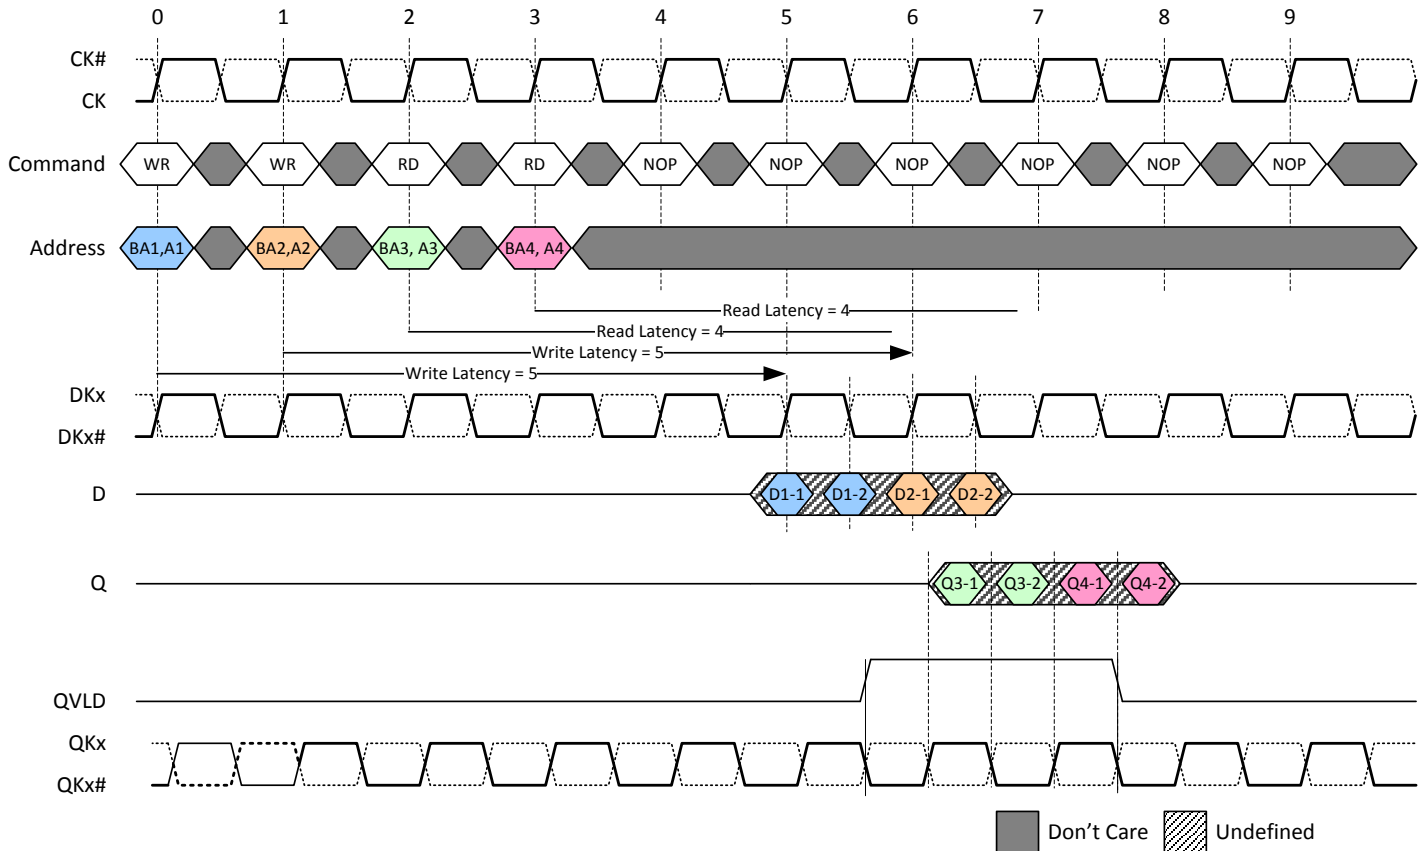 0 1 2 3 4 5 6 7 8 9
CK#
CK
Command WR WR RD RD NOP NOP NOP NOP NOP NOP
Address BA1,A1 BA2,A2 BA3, A3 BA4, A4
Read Latency = 4
Read Latency = 4
Write Latency = 5
Write Latency = 5
DKx
DKx#
D D1-1 D1-2 D2-1 D2-2
Q Q3-1 Q3-2 Q4-1 Q4-2
QVLD
QKx
QKx#
Don't Care Undefined